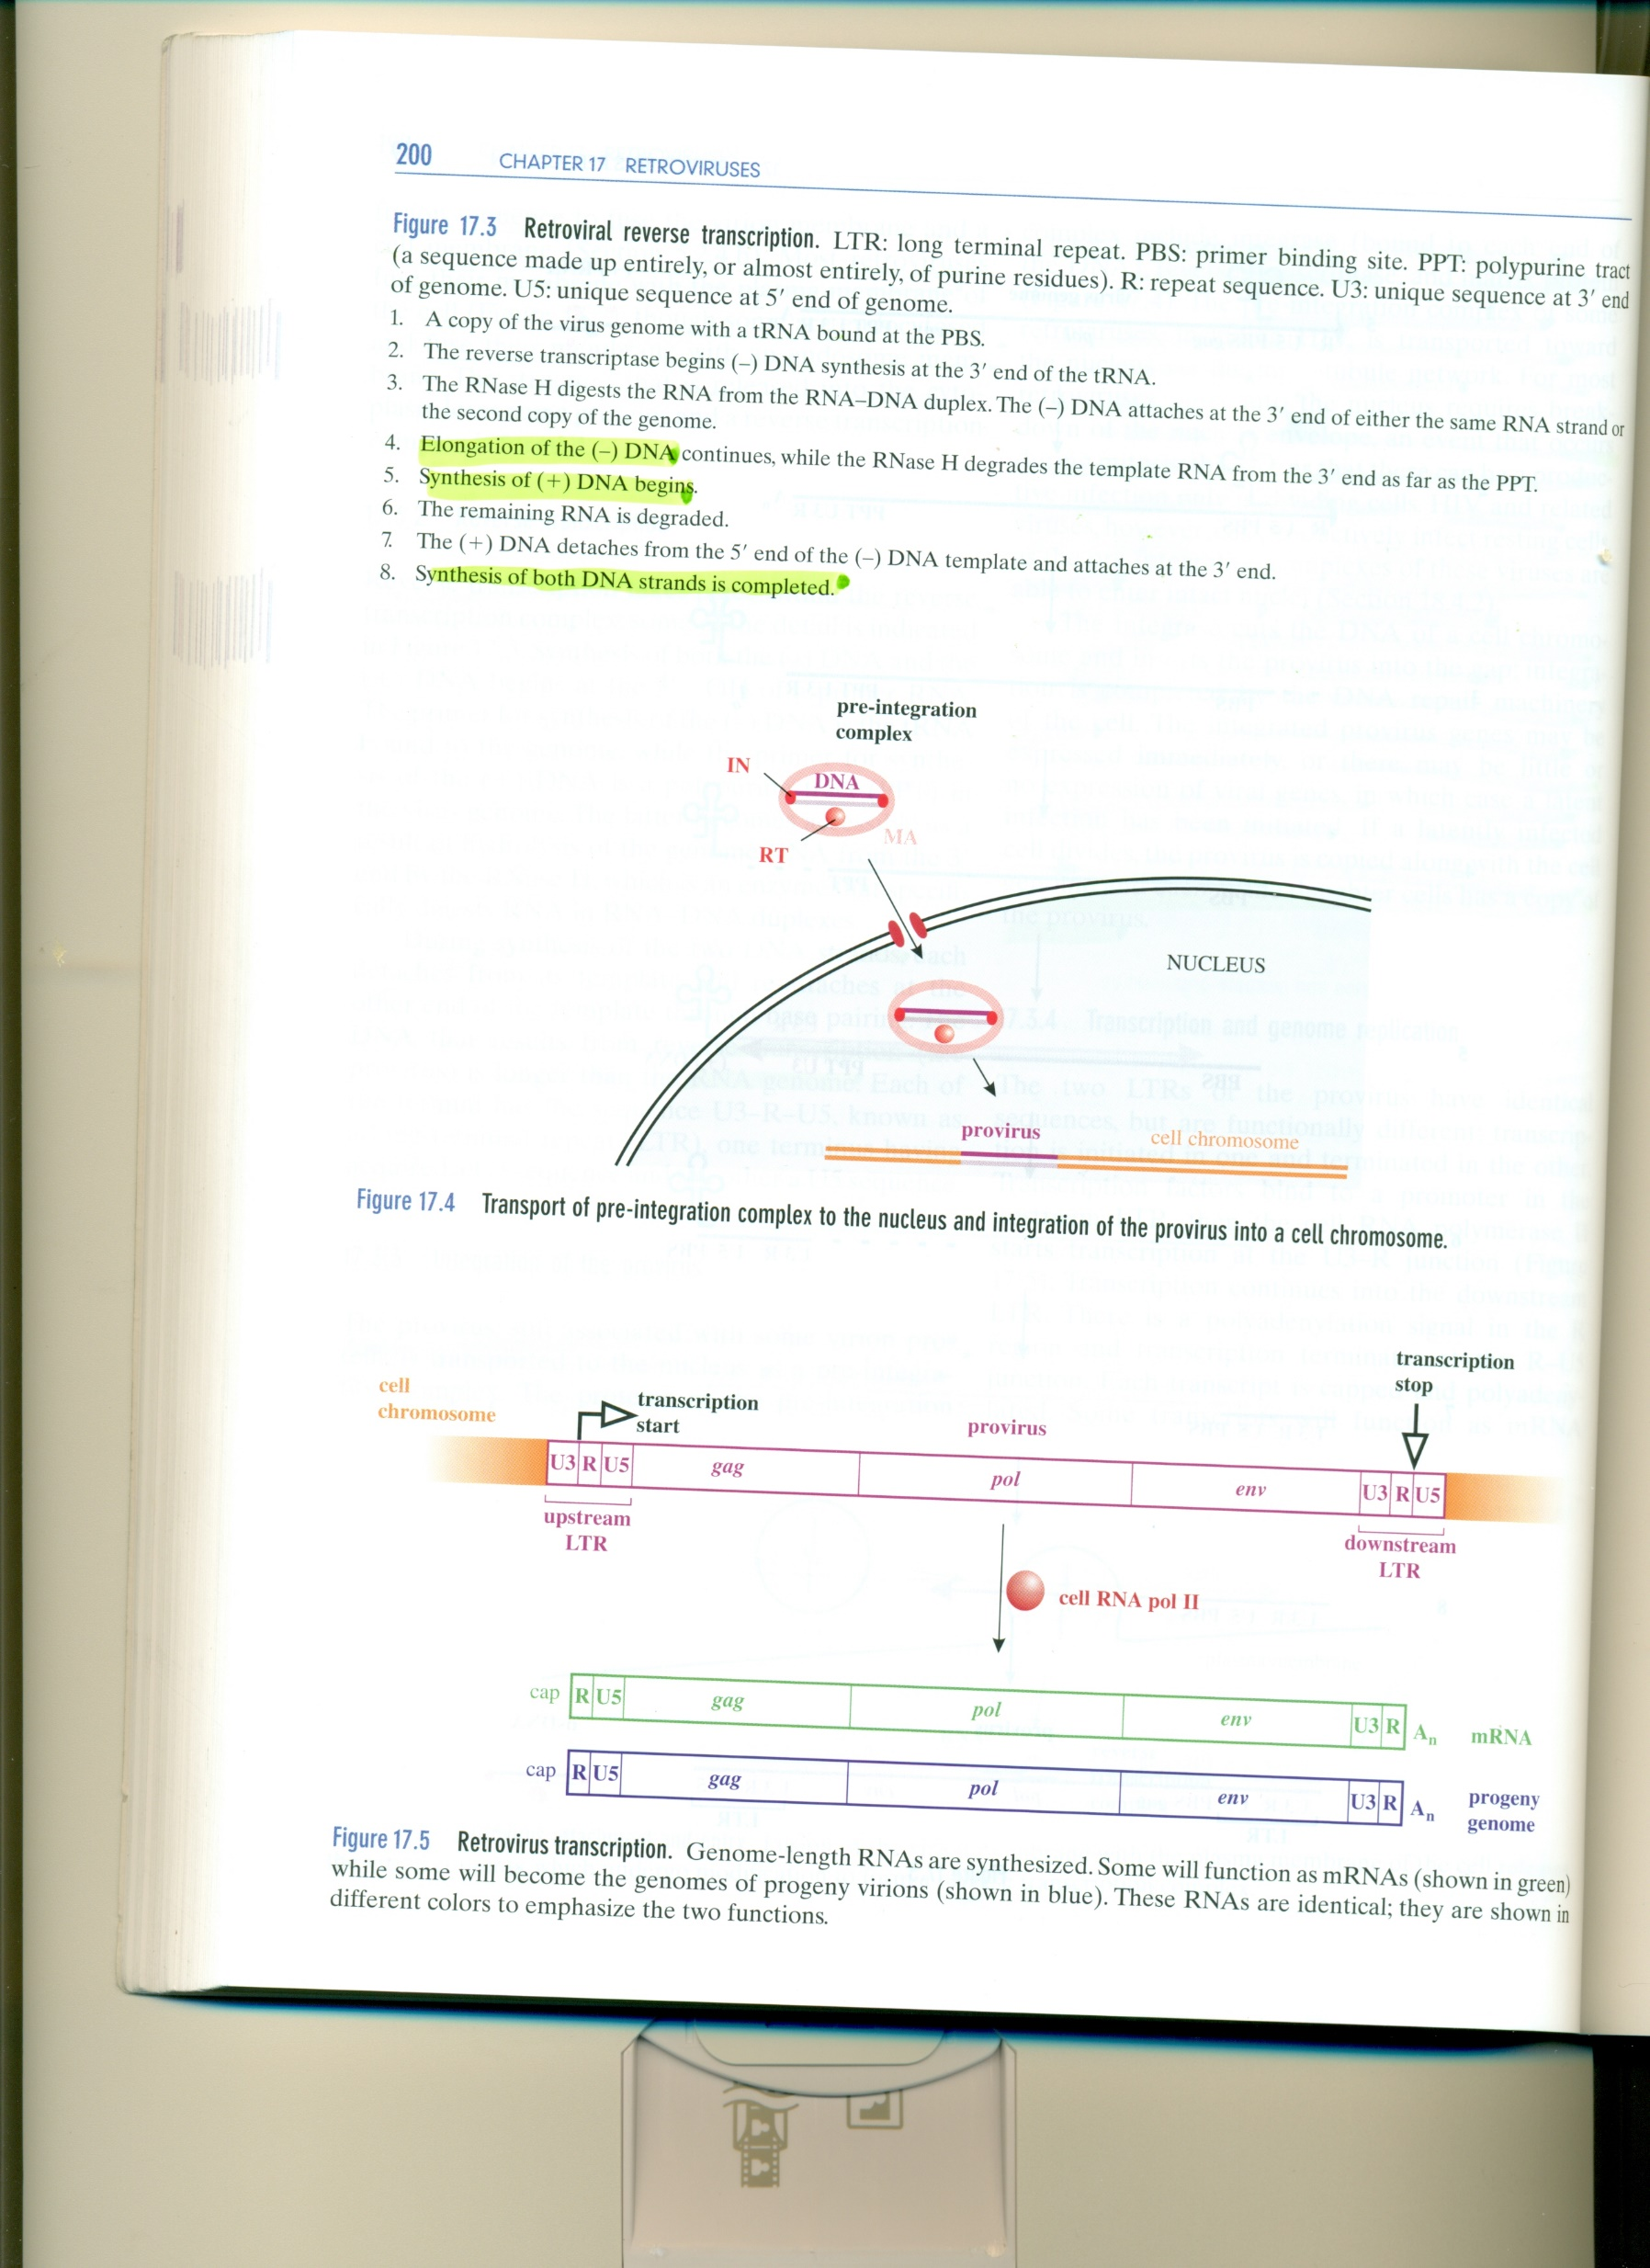 200 CHAPTER 17 RETROVIRUSES
Figure 17.3 Retroviral reverse transcription. LTR: long terminal repeat. PBS: primer binding site. PPT: polypurine tract
(a sequence made up entirely, or almost entirely, of purine residues). R: repeat sequence. U3: unique sequence at 3′ end
of genome. U5: unique sequence at 5′ end of genome.
1. A copy of the virus genome with a tRNA bound at the PBS.
2. The reverse transcriptase begins (–) DNA synthesis at the 3′ end of the tRNA.
3. The RNase H digests the RNA from the RNA–DNA duplex. The (–) DNA attaches at the 3′ end of either the same RNA strand or
the second copy of the genome.
4. Elongation of the (–) DNA continues, while the RNase H degrades the template RNA from the 3′ end as far as the PPT.
5. Synthesis of (+) DNA begins.
6. The remaining RNA is degraded.
7. The (+) DNA detaches from the 5′ end of the (–) DNA template and attaches at the 3′ end.
8. Synthesis of both DNA strands is completed.
pre-integration
complex
IN
DNA
RT
MA
NUCLEUS
provirus
cell chromosome
Figure 17.4 Transport of pre-integration complex to the nucleus and integration of the provirus into a cell chromosome.
transcription
stop
cell
chromosome
transcription
start
provirus
U3 R U5 gag pol env U3 R U5
upstream
LTR
downstream
LTR
cell RNA pol II
cap R U5 gag pol env U3 R An mRNA
cap R U5 gag pol env U3 R An progeny
genome
Figure 17.5 Retrovirus transcription. Genome-length RNAs are synthesized. Some will function as mRNAs (shown in green)
while some will become the genomes of progeny virions (shown in blue). These RNAs are identical; they are shown in
different colors to emphasize the two functions.